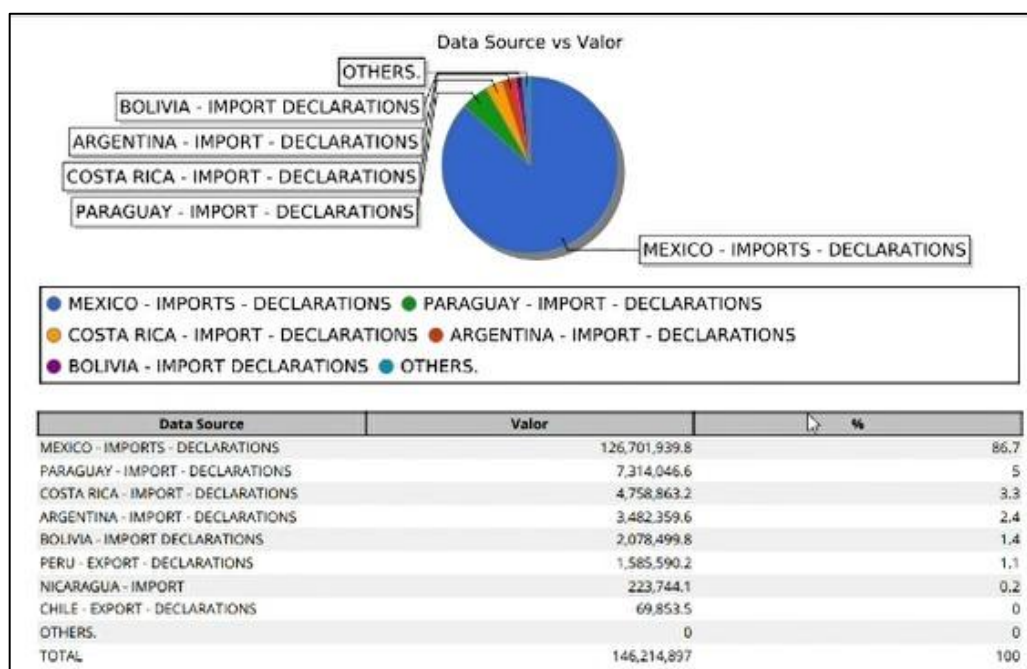 Data Source vs Valor
OTHERS.
BOLIVIA - IMPORT DECLARATIONS
ARGENTINA - IMPORT - DECLARATIONS
COSTA RICA - IMPORT - DECLARATIONS
PARAGUAY - IMPORT - DECLARATIONS
MEXICO - IMPORTS - DECLARATIONS
MEXICO - IMPORTS - DECLARATIONS PARAGUAY - IMPORT - DECLARATIONS
COSTA RICA - IMPORT - DECLARATIONS ARGENTINA - IMPORT - DECLARATIONS
BOLIVIA - IMPORT DECLARATIONS OTHERS.
Data Source Valor %
MEXICO - IMPORTS - DECLARATIONS 126,701,939.8 86.7
PARAGUAY - IMPORT - DECLARATIONS 7,314,046.6 5
COSTA RICA - IMPORT - DECLARATIONS 4,758,863.2 3.3
ARGENTINA - IMPORT - DECLARATIONS 3,482,359.6 2.4
BOLIVIA - IMPORT DECLARATIONS 2,078,499.8 1.4
PERU - EXPORT - DECLARATIONS 1,585,590.2 1.1
NICARAGUA - IMPORT 223,744.1 0.2
CHILE - EXPORT - DECLARATIONS 69,853.5 0
OTHERS. 0 0
TOTAL 146,214,897 100